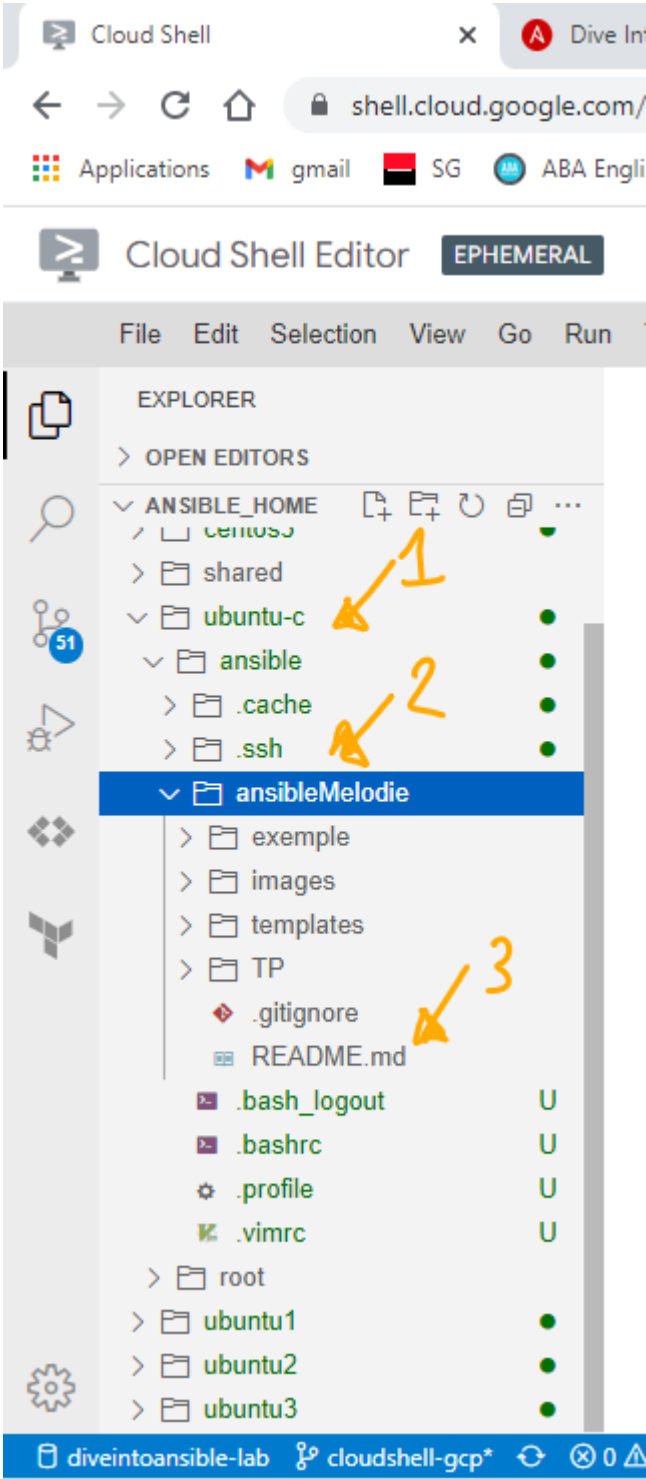 Cloud Shell
Dive Int
shell.cloud.google.com/
Applications gmail SG ABA Engli
Cloud Shell Editor EPHEMERAL
File Edit Selection View Go Run
EXPLORER
OPEN EDITORS
ANSIBLE_HOME
centos3
1
shared
ubuntu-c
ansible
2
.cache
.ssh
ansibleMelodie
exemple
images
templates
TP
3
.gitignore
README.md
.bash_logout U
.bashrc U
.profile U
.vimrc U
root
ubuntu1
ubuntu2
ubuntu3
51
diveintoansible-lab cloudshell-gcp* 0